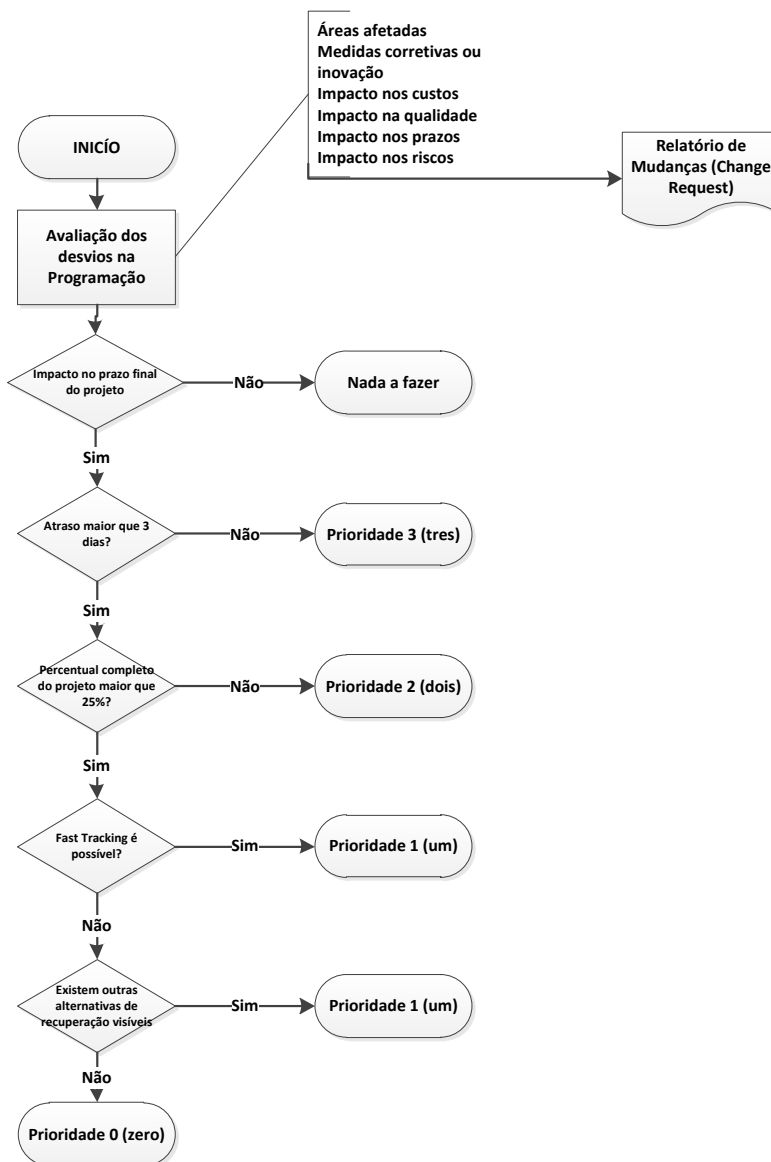 Áreas afetadas
Medidas corretivas ou
inovação
Impacto nos custos
Impacto na qualidade
Impacto nos prazos
Impacto nos riscos
Relatório de
Mudanças (Change
Request)
INICÍO
Avaliação dos
desvios na
Programação
Impacto no prazo final
do projeto
Não
Nada a fazer
Sim
Atraso maior que 3
dias?
Não
Prioridade 3 (tres)
Sim
Percentual completo
do projeto maior que
25%?
Não
Prioridade 2 (dois)
Sim
Fast Tracking é
possível?
Sim
Prioridade 1 (um)
Não
Existem outras
alternativas de
recuperação visíveis
Sim
Prioridade 1 (um)
Não
Prioridade 0 (zero)